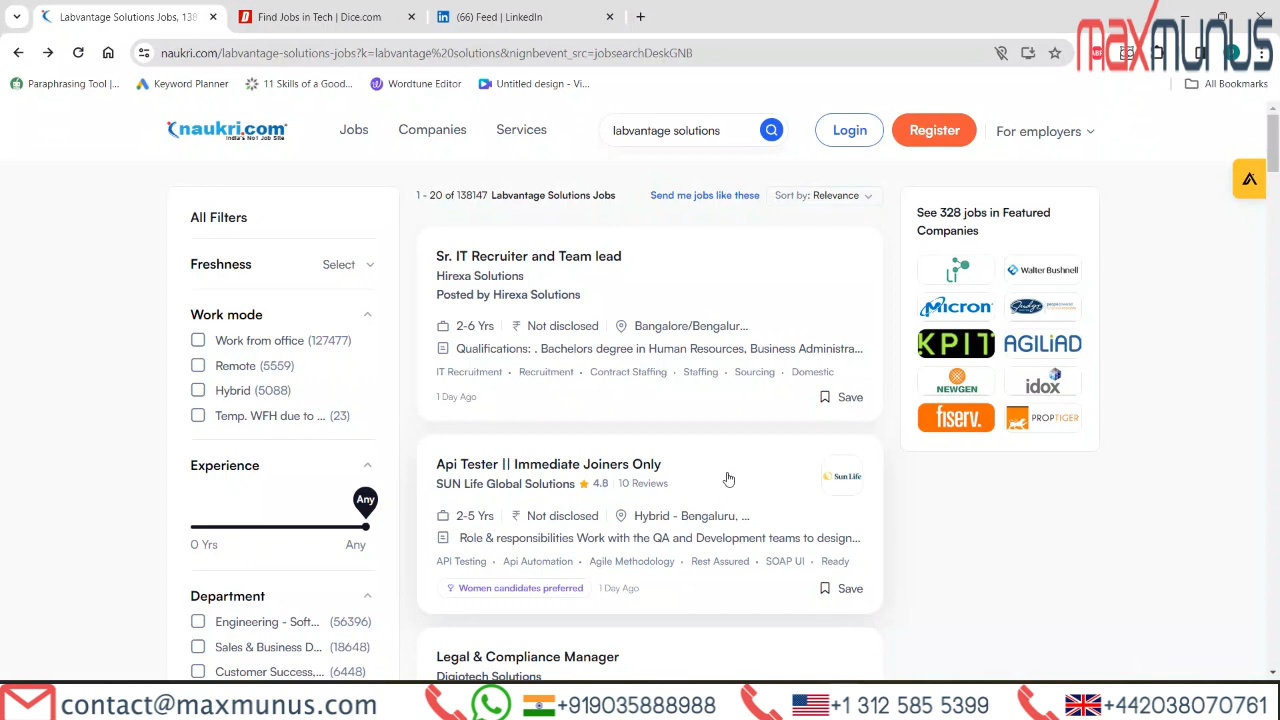 Labvantage Solutions Jobs, 138
Find Jobs in Tech | Dice.com
(66) Feed | LinkedIn
naukri.com/labvantage-solutions-jobs?k=labvantage%20solutions&nignbevent_src=jobsearchDeskGNB
Paraphrasing Tool |... Keyword Planner 11 Skills of a Good... Wordtune Editor Untitled design - Vi... All Bookmarks
maxmunus
naukri.com Jobs Companies Services labvantage solutions Login Register For employers
India's No.1 Job Site
1 - 20 of 138147 Labvantage Solutions Jobs Send me jobs like these Sort by: Relevance
All Filters
Freshness Select
Work mode
Work from office (127477)
Remote (5559)
Hybrid (5088)
Temp. WFH due to ... (23)
Experience
Any
0 Yrs Any
Department
Engineering - Soft... (56396)
Sales & Business D... (18648)
Customer Success,... (6448)
Sr. IT Recruiter and Team lead
Hirexa Solutions
Posted by Hirexa Solutions
2-6 Yrs Not disclosed Bangalore/Bengalur...
Qualifications: . Bachelors degree in Human Resources, Business Administra...
IT Recruitment · Recruitment · Contract Staffing · Staffing · Sourcing · Domestic
1 Day Ago Save
Api Tester || Immediate Joiners Only
SUN Life Global Solutions 4.8 | 10 Reviews
Sun Life
2-5 Yrs Not disclosed Hybrid - Bengaluru, ...
Role & responsibilities Work with the QA and Development teams to design...
API Testing · Api Automation · Agile Methodology · Rest Assured · SOAP UI · Ready
Women candidates preferred 1 Day Ago Save
Legal & Compliance Manager
Digiotech Solutions
See 328 jobs in Featured
Companies
Walter Bushnell
Micron
KPIT AGILIAD
NEWGEN idox
fiserv. PROPTIGER
contact@maxmunus.com +919035888988 +1 312 585 5399 +442038070761